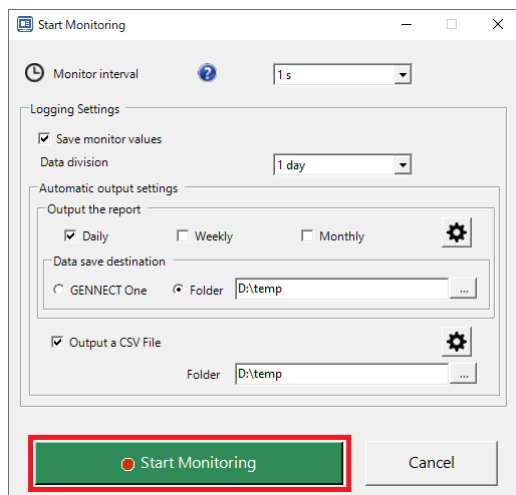 Start Monitoring
Monitor interval
1 s
Logging Settings
Save monitor values
Data division
1 day
Automatic output settings
Output the report
Daily
Weekly
Monthly
Data save destination
GENNECT One
Folder
D:\temp
...
Output a CSV File
Folder
D:\temp
...
Start Monitoring
Cancel